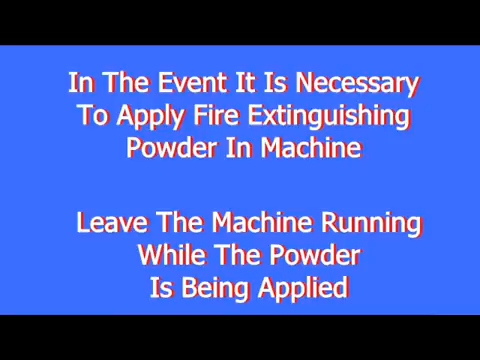 In The Event It Is Necessary
To Apply Fire Extinguishing
Powder In Machine
Leave The Machine Running
While The Powder
Is Being Applied